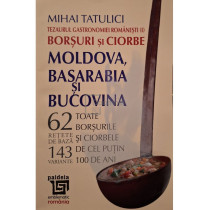 MIHAI TATULICI
TEZAURUL GASTRONOMIEI ROMÂNEȘTI (I)
BORȘURI ȘI CIORBE
MOLDOVA,
BASARABIA
ȘI
BUCOVINA
62 TOATE
REȚETE BORȘURILE
DE BAZĂ ȘI CIORBELE
143 DE CEL PUȚIN
VARIANTE 100 DE ANI
paideia
românia